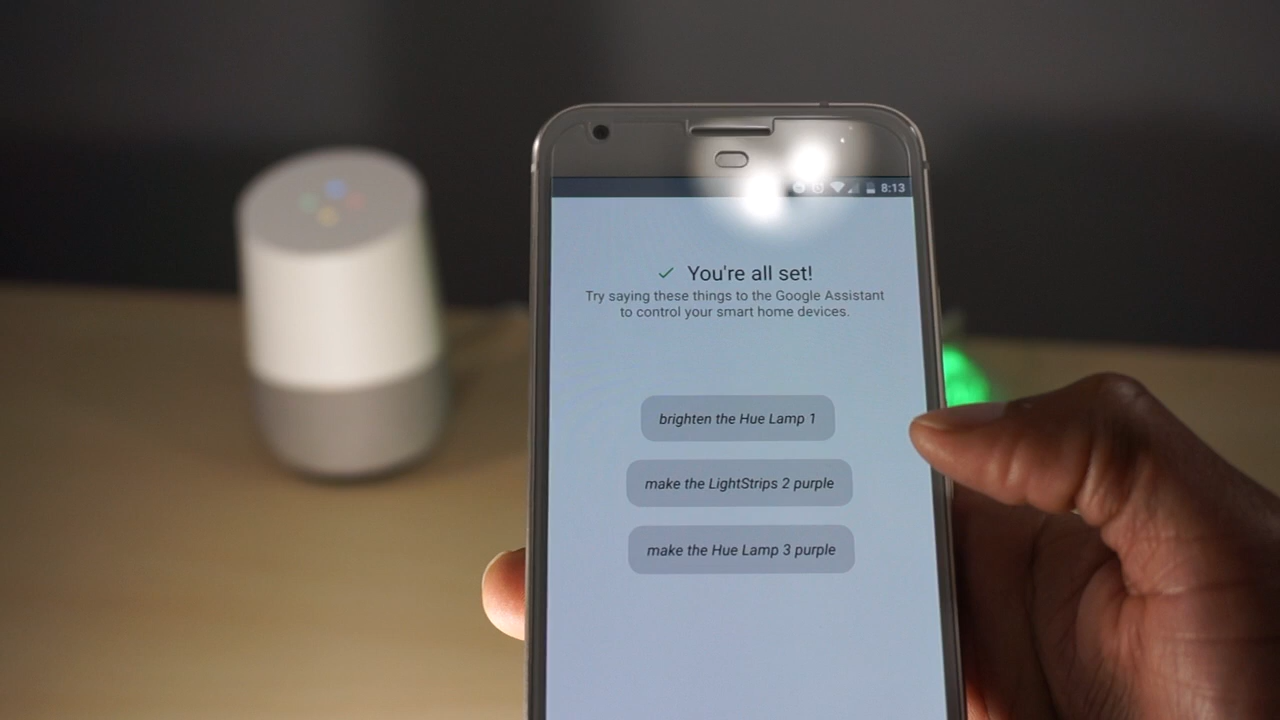 8:13
You're all set!
Try saying these things to the Google Assistant
to control your smart home devices.
brighten the Hue Lamp 1
make the LightStrips 2 purple
make the Hue Lamp 3 purple